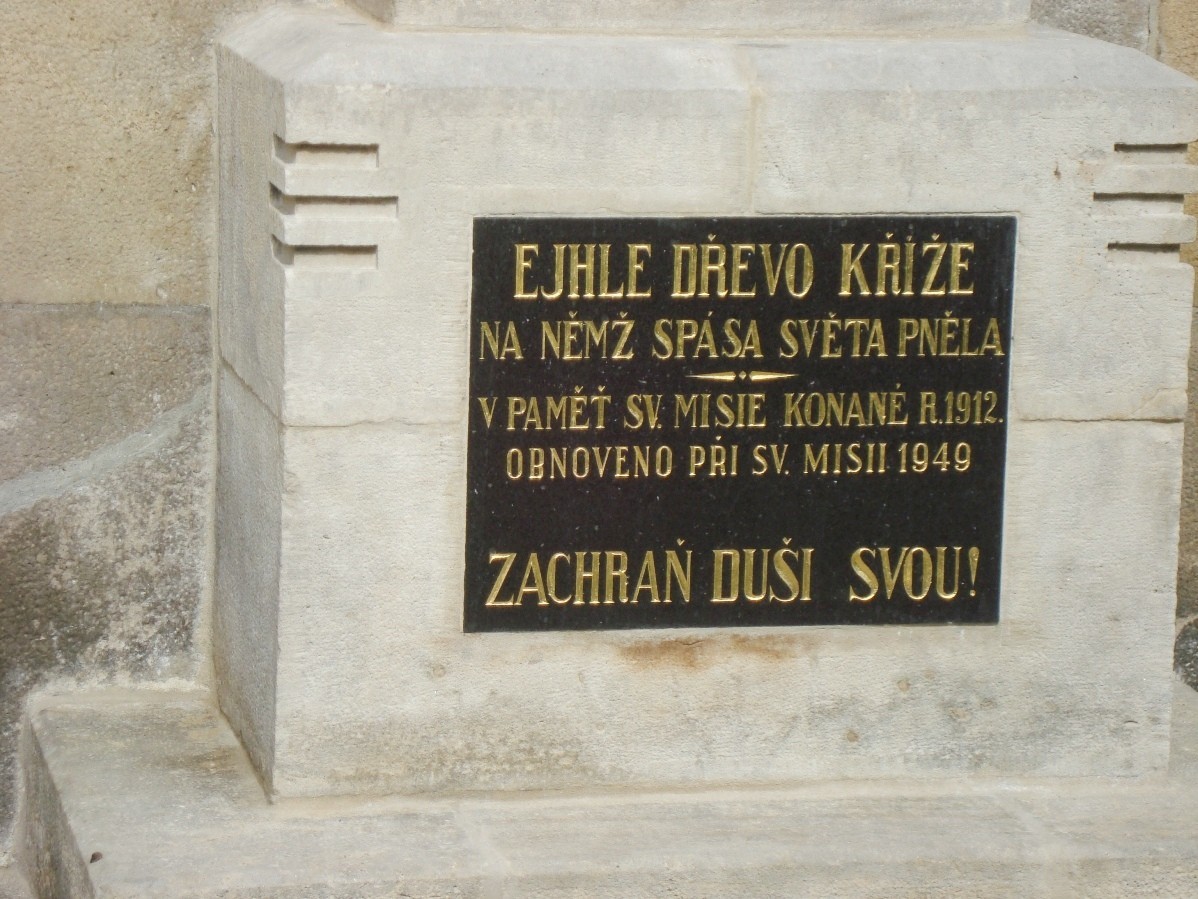 EJHLE DŘEVO KŘÍŽE
NA NĚMŽ SPÁSA SVĚTA PNĚLA
V PAMĚŤ SV. MISIE KONANÉ R.1912.
OBNOVENO PŘI SV. MISII 1949
ZACHRAŇ DUŠI SVOU!